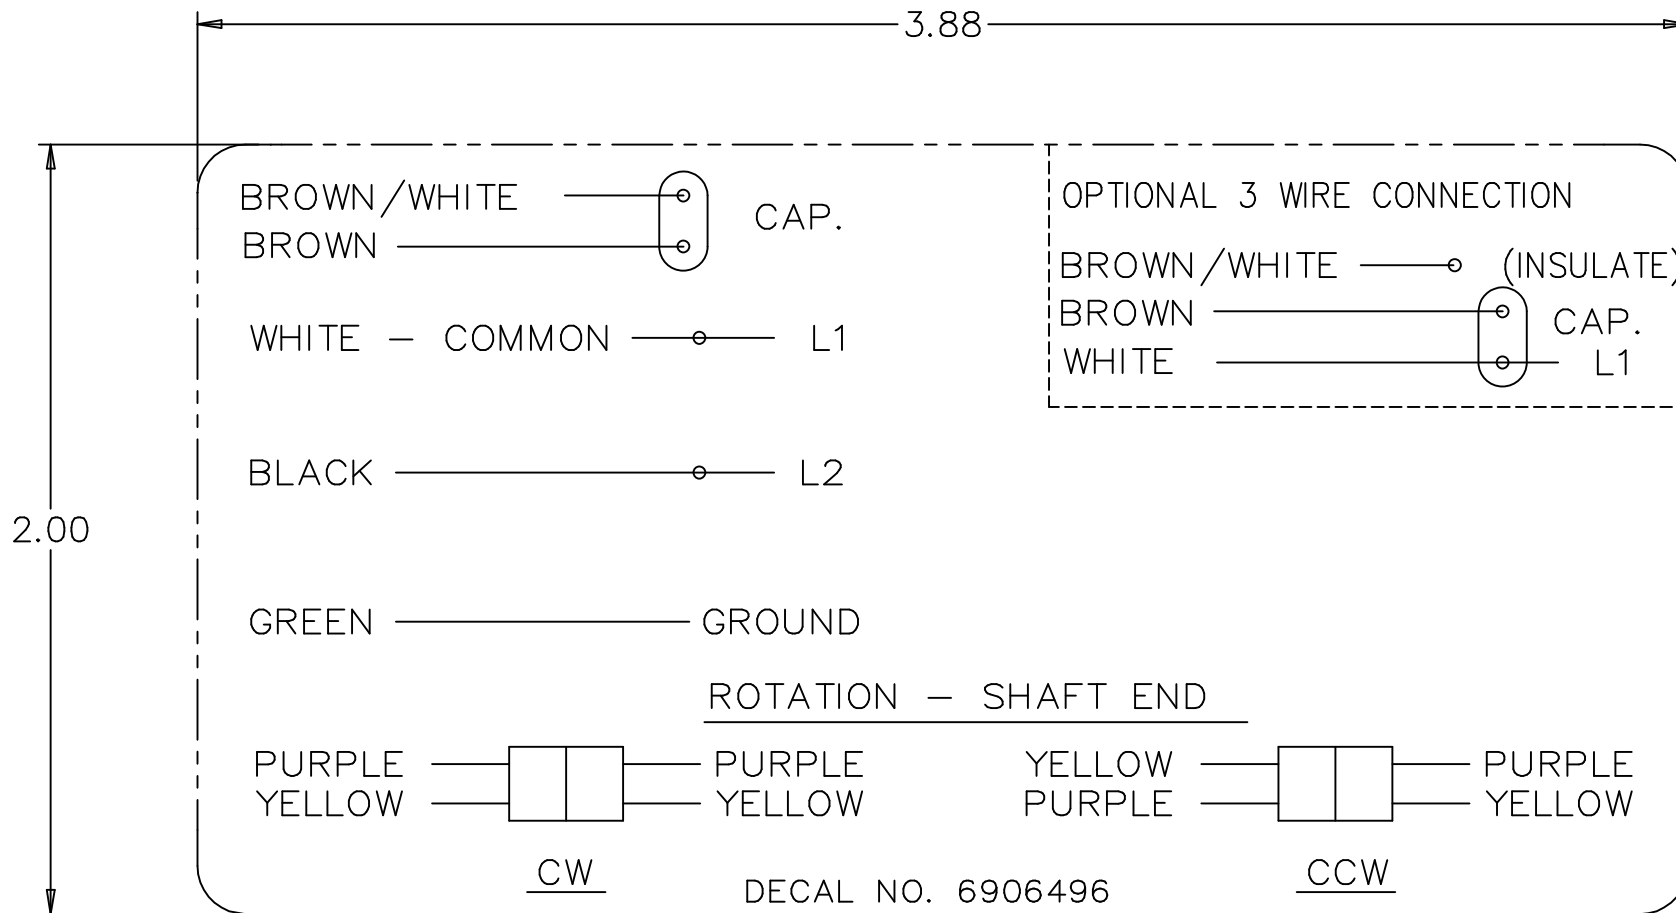 3.88
2.00
BROWN/WHITE
BROWN
CAP.
WHITE – COMMON L1
BLACK L2
GREEN GROUND
OPTIONAL 3 WIRE CONNECTION
BROWN/WHITE (INSULATE)
BROWN
CAP.
WHITE L1
ROTATION – SHAFT END
PURPLE PURPLE
YELLOW YELLOW
CW
YELLOW PURPLE
PURPLE YELLOW
CCW
DECAL NO. 6906496